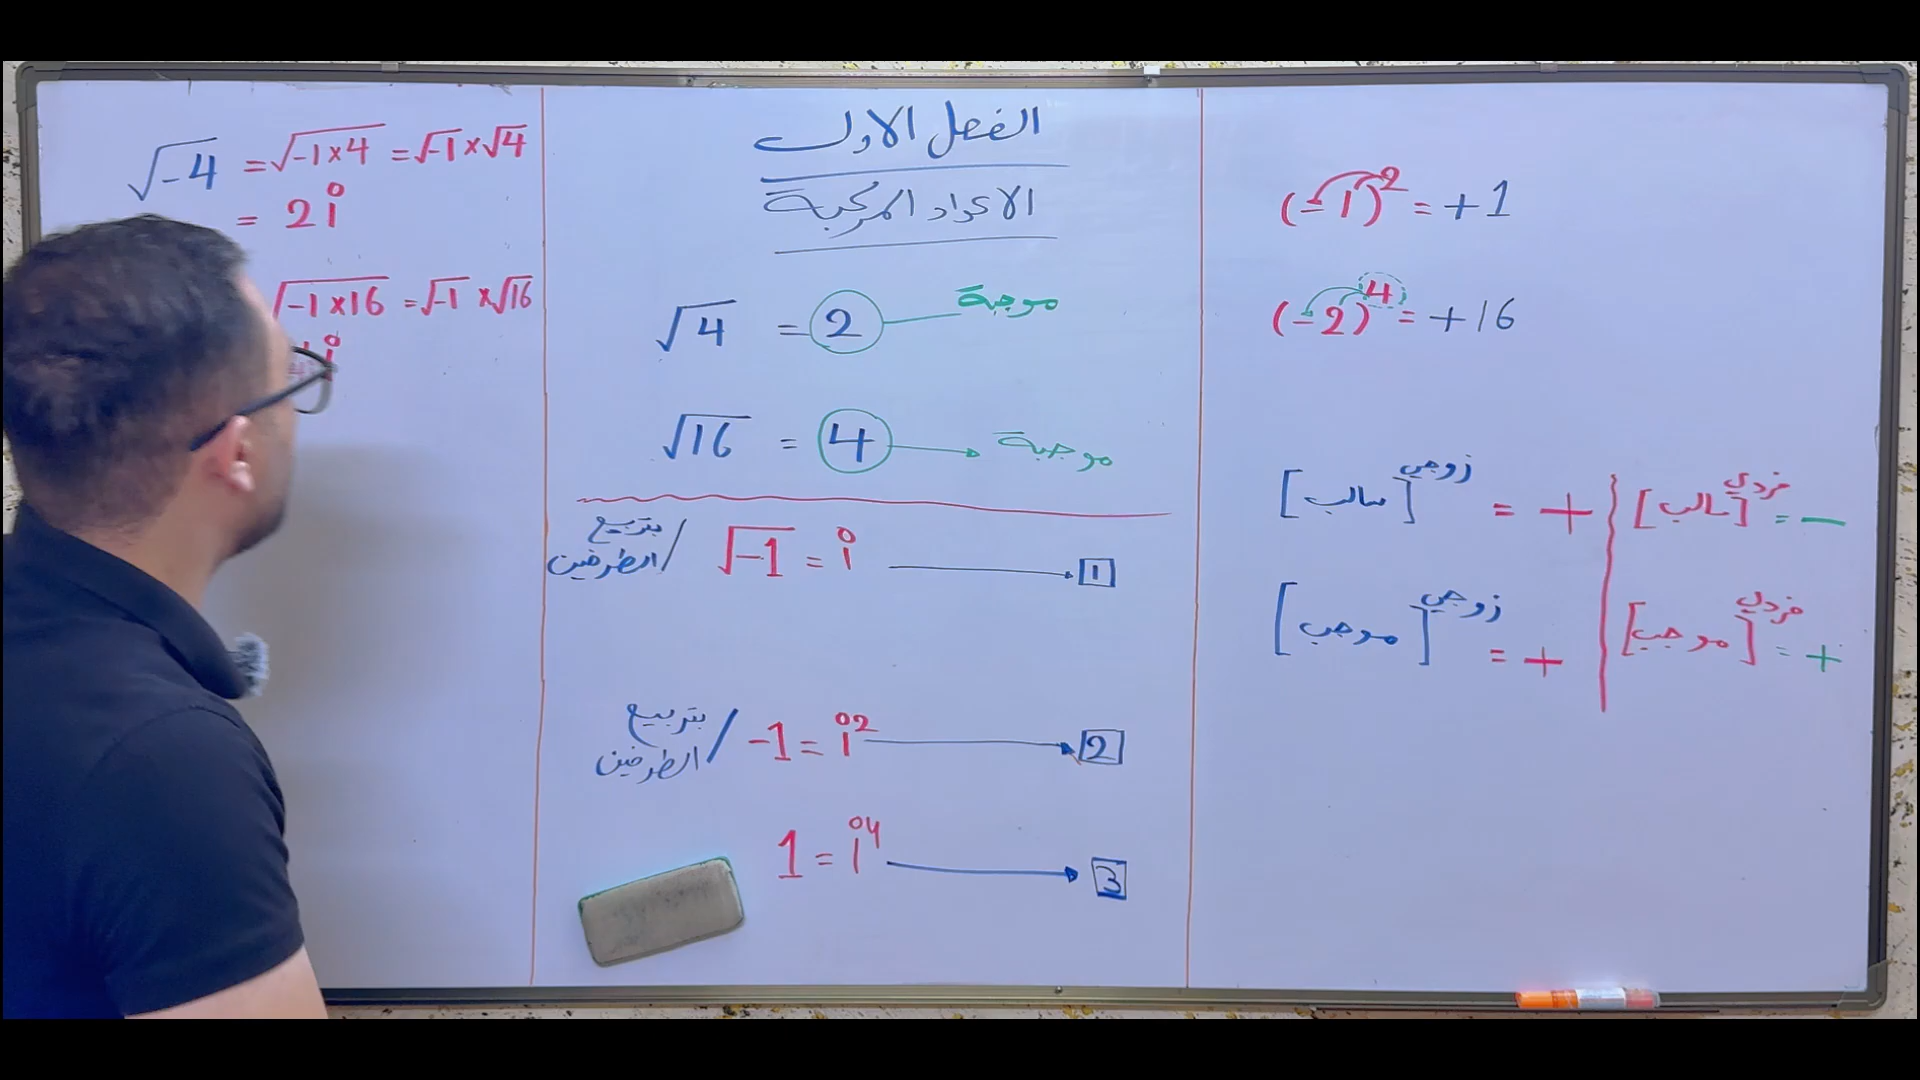 الفصل الاول
الاعداد المركبة
√4 = 2 موجبة
√16 = 4 موجبة
بتربيع الطرفين / √-1 = i 1
بتربيع الطرفين / -1 = i² 2
1 = i⁴ 3
(-1)² = +1
(-2)⁴ = +16
[سالب]زوجي = +
[سالب]فردي = -
[موجب]زوجي = +
[موجب]فردي = +
√-4 = √-1×4 = √-1 × √4
= 2i
√-1×16 = √-1 × √16
4i